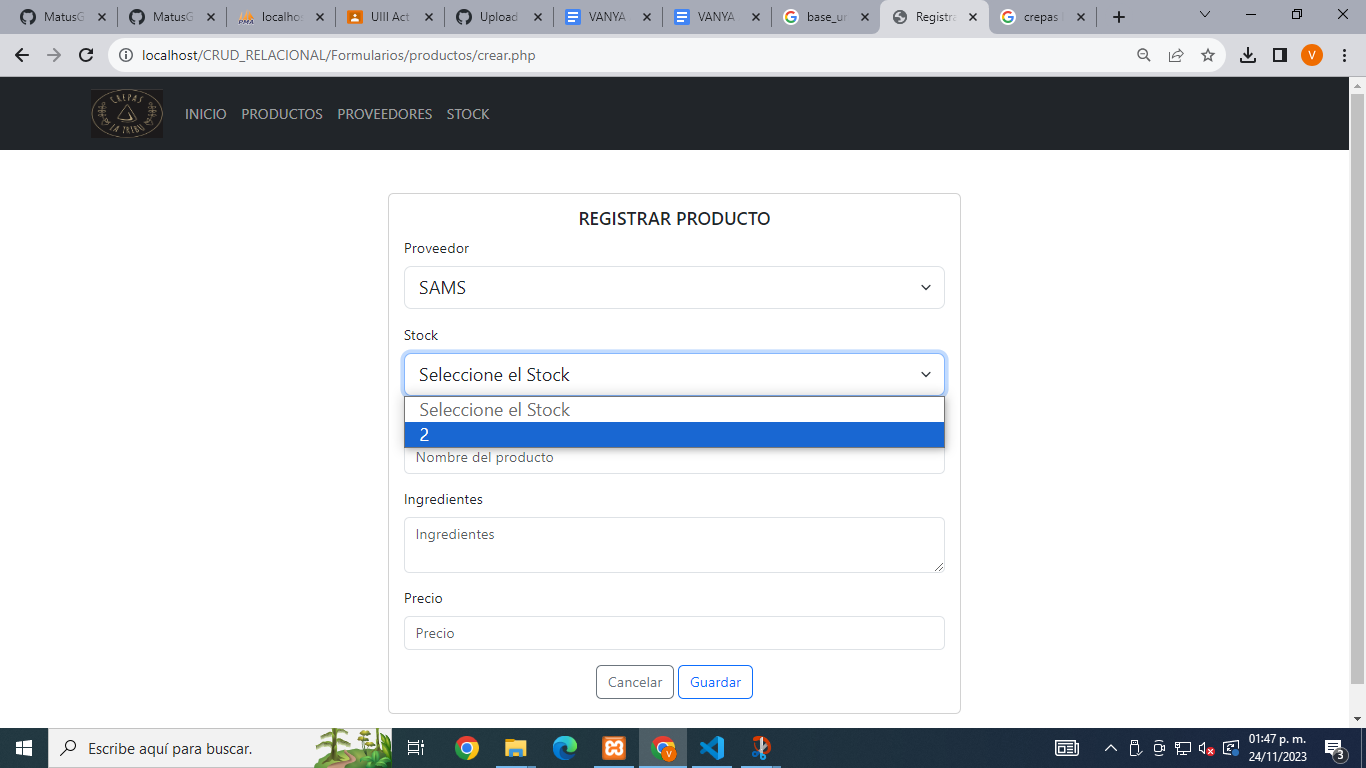 MatusG
MatusG
localhos
UIII Act
Upload
VANYA
VANYA
base_ur
Registra
crepas
localhost/CRUD_RELACIONAL/Formularios/productos/crear.php
V
CREPAS
LA TRIBU
INICIO PRODUCTOS PROVEEDORES STOCK
REGISTRAR PRODUCTO
Proveedor
SAMS
Stock
Seleccione el Stock
Seleccione el Stock
2
Nombre del producto
Ingredientes
Ingredientes
Precio
Precio
Cancelar Guardar
Escribe aquí para buscar.
V
01:47 p. m.
24/11/2023
3